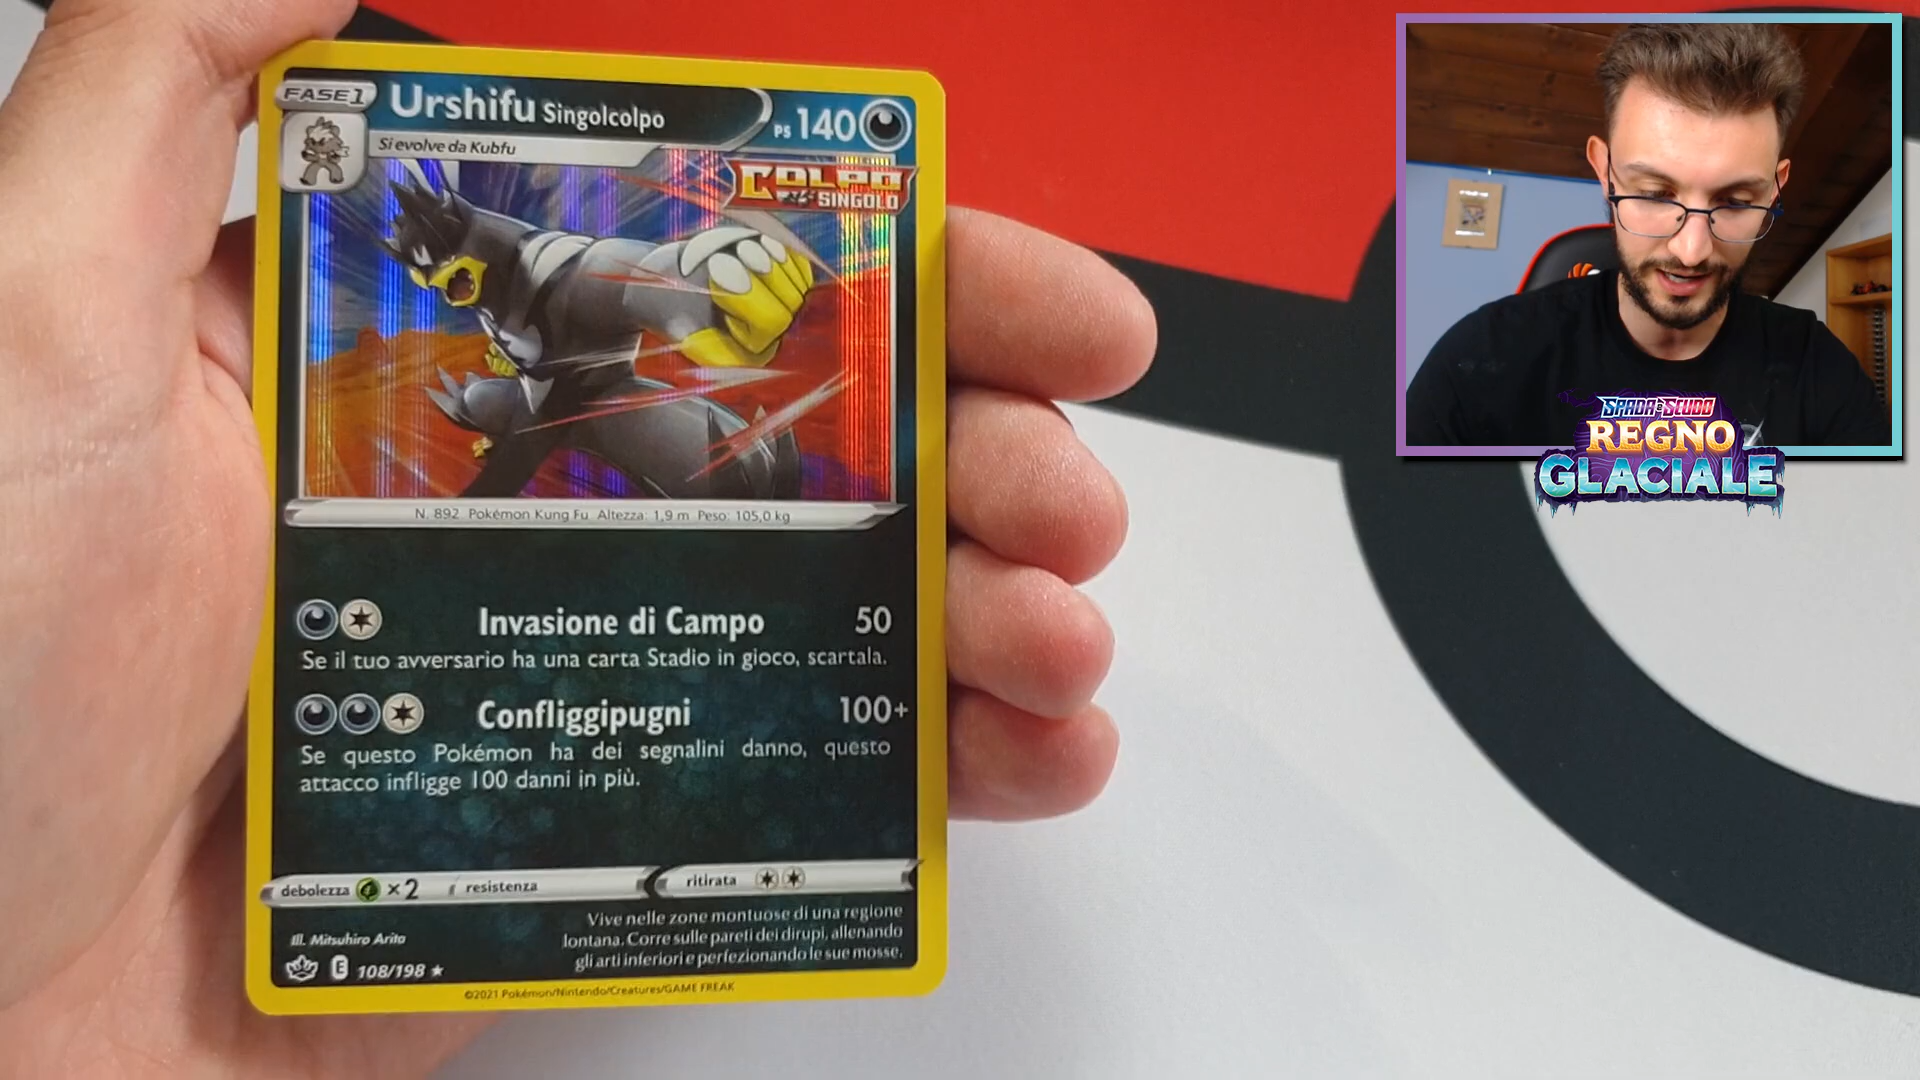 FASE 1
Urshifu Singolcolpo
PS 140
Si evolve da Kubfu
COLPO
SINGOLO
N. 892 Pokémon Kung Fu Altezza: 1,9 m Peso: 105,0 kg
Invasione di Campo 50
Se il tuo avversario ha una carta Stadio in gioco, scartala.
Confliggipugni 100+
Se questo Pokémon ha dei segnalini danno, questo
attacco infligge 100 danni in più.
debolezza ×2 resistenza ritirata
Vive nelle zone montuose di una regione
lontana. Corre sulle pareti dei dirupi, allenando
gli arti inferiori e perfezionando le sue mosse.
Ill. Mitsuhiro Arita
E 108/198 ★
©2021 Pokémon/Nintendo/Creatures/GAME FREAK
SPADA E SCUDO
REGNO
GLACIALE